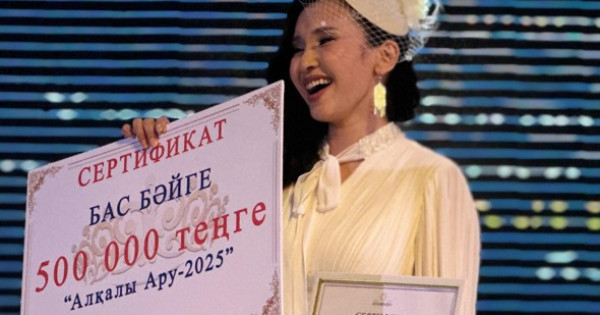 СЕРТИФИКАТ
БАС БӘЙГЕ
500 000 теңге
“Алқалы Ару-2025”